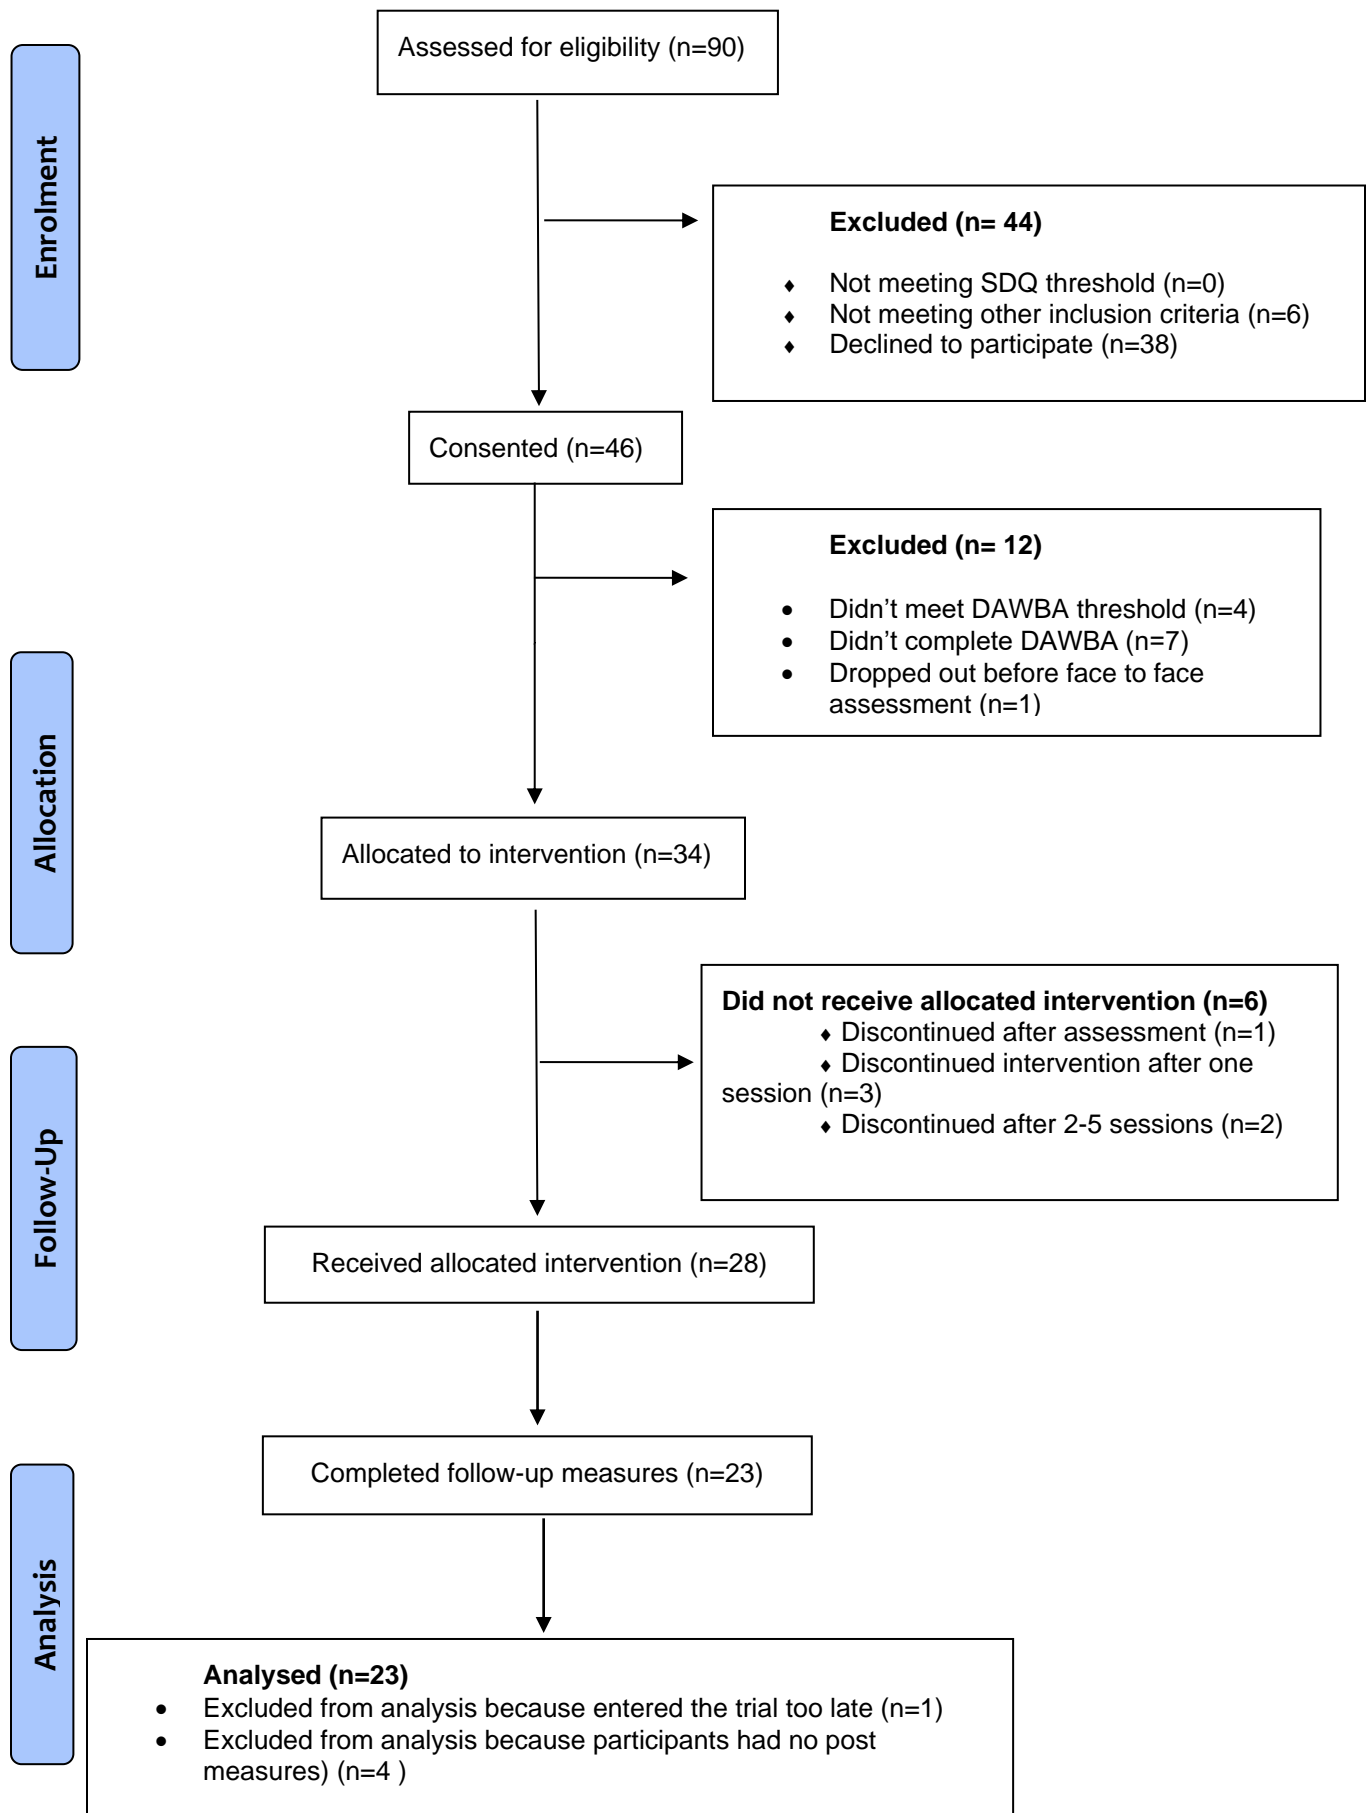 Assessed for eligibility (n=90)
Enrolment
Excluded (n= 44)
♦ Not meeting SDQ threshold (n=0)
♦ Not meeting other inclusion criteria (n=6)
♦ Declined to participate (n=38)
Consented (n=46)
Excluded (n= 12)
• Didn’t meet DAWBA threshold (n=4)
• Didn’t complete DAWBA (n=7)
• Dropped out before face to face
assessment (n=1)
Allocation
Allocated to intervention (n=34)
Did not receive allocated intervention (n=6)
♦ Discontinued after assessment (n=1)
♦ Discontinued intervention after one
session (n=3)
♦ Discontinued after 2-5 sessions (n=2)
Follow-Up
Received allocated intervention (n=28)
Completed follow-up measures (n=23)
Analysis
Analysed (n=23)
• Excluded from analysis because entered the trial too late (n=1)
• Excluded from analysis because participants had no post
measures) (n=4 )